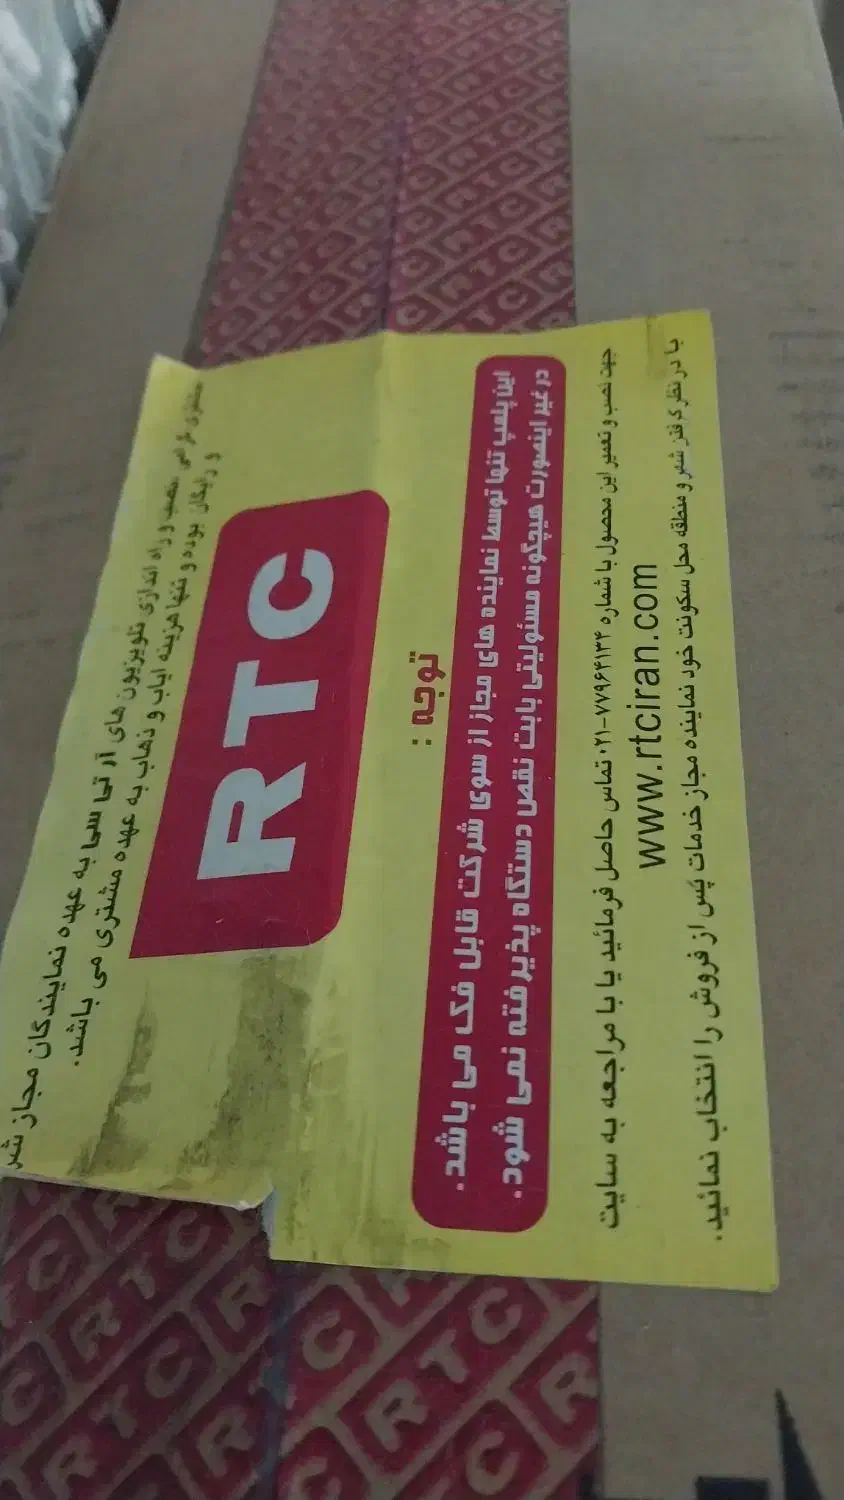 مشتری گرامی نصب و راه اندازی تلویزیون های آر تی سی به عهده نمایندگان مجاز
و رایگان بوده و تنها هزینه ایاب و ذهاب به عهده مشتری می باشد.
RTC
توجه :
این پلمپ تنها توسط نماینده های مجاز از سوی شرکت قابل فک می باشد.
در غیر اینصورت هیچگونه مسئولیتی بابت نقص دستگاه پذیرفته نمی شود.
جهت نصب و تعمیر این محصول با شماره ۷۷۹۶۴۱۳۴-۰۲۱ تماس حاصل فرمائید یا با مراجعه به سایت
www.rtciran.com
با در نظر گرفتن شهر و منطقه محل سکونت خود نماینده مجاز خدمات پس از فروش را انتخاب نمائید.